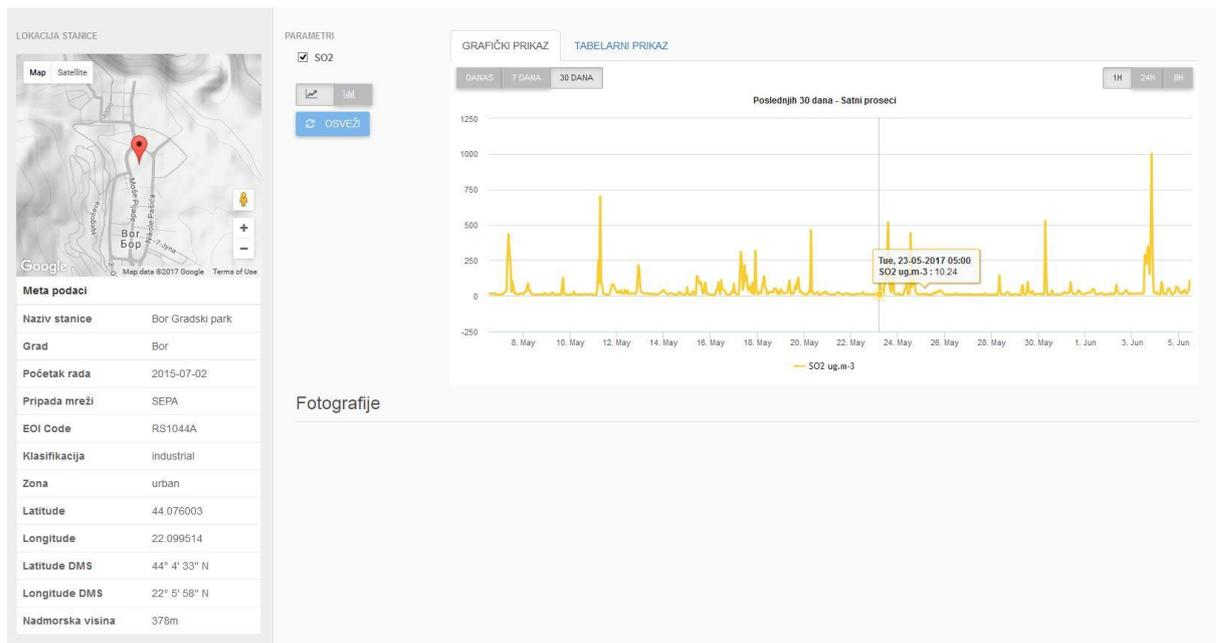 LOKACIJA STANICE
Map Satellite
Moše Pijade
Nikole Pašića
7. Јула
Bor
Бор
Google
Map data ©2017 Google Terms of Use
Meta podaci
Naziv stanice Bor Gradski park
Grad Bor
Početak rada 2015-07-02
Pripada mreži SEPA
EOI Code RS1044A
Klasifikacija industrial
Zona urban
Latitude 44.076003
Longitude 22.099514
Latitude DMS 44° 4' 33" N
Longitude DMS 22° 5' 58" N
Nadmorska visina 378m
PARAMETRI
SO2
OSVEŽI
GRAFIČKI PRIKAZ TABELARNI PRIKAZ
DANAS 7 DANA 30 DANA
1H 24H 8H
Poslednjih 30 dana - Satni proseci
1250
1000
750
500
250
0
-250
Tue, 23-05-2017 05:00
SO2 ug.m-3 : 10.24
8. May 10. May 12. May 14. May 16. May 18. May 20. May 22. May 24. May 26. May 28. May 30. May 1. Jun 3. Jun 5. Jun
SO2 ug.m-3
Fotografije